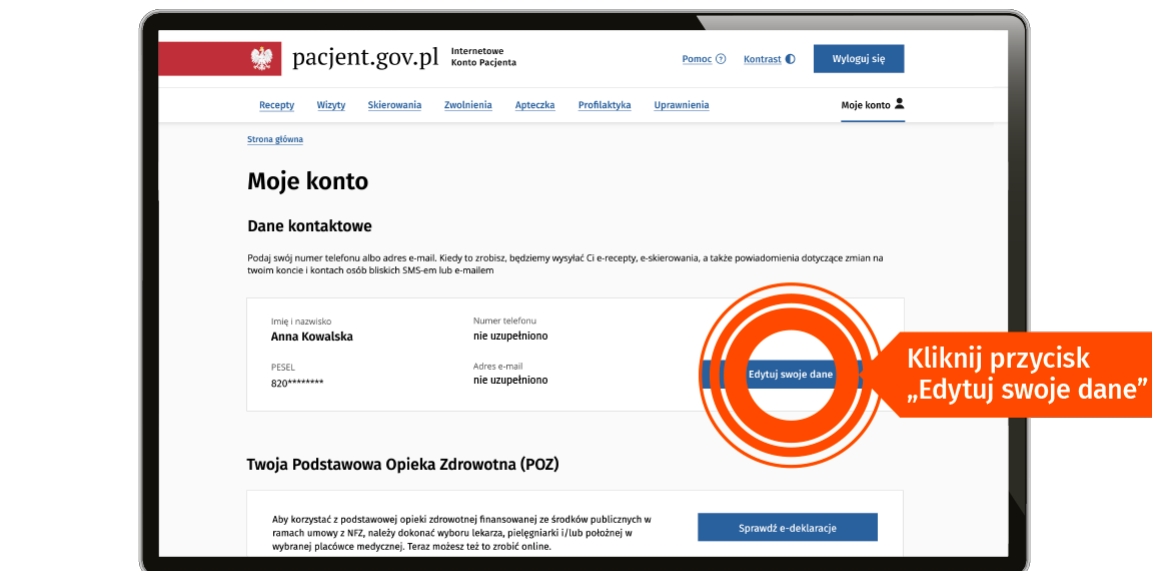 pacjent.gov.pl
Internetowe
Konto Pacjenta
Pomoc
Kontrast
Wyloguj się
Recepty Wizyty Skierowania Zwolnienia Apteczka Profilaktyka Uprawnienia Moje konto
Strona główna
Moje konto
Dane kontaktowe
Podaj swój numer telefonu albo adres e-mail. Kiedy to zrobisz, będziemy wysyłać Ci e-recepty, e-skierowania, a także powiadomienia dotyczące zmian na
twoim koncie i kontach osób bliskich SMS-em lub e-mailem
Imię i nazwisko
Anna Kowalska
Numer telefonu
nie uzupełniono
PESEL
820********
Adres e-mail
nie uzupełniono
Edytuj swoje dane
Kliknij przycisk
„Edytuj swoje dane”
Twoja Podstawowa Opieka Zdrowotna (POZ)
Aby korzystać z podstawowej opieki zdrowotnej finansowanej ze środków publicznych w
ramach umowy z NFZ, należy dokonać wyboru lekarza, pielęgniarki i/lub położnej w
wybranej placówce medycznej. Teraz możesz też to zrobić online.
Sprawdź e-deklaracje